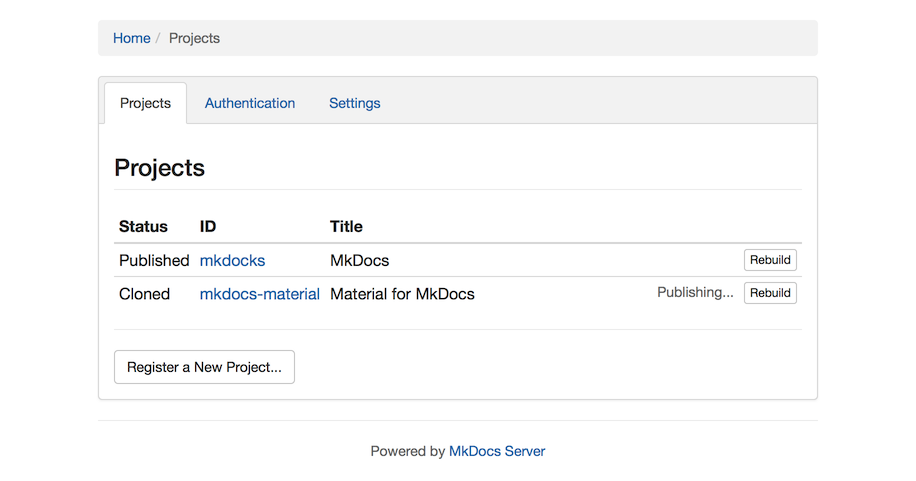 Home / Projects
Projects Authentication Settings
Projects
Status ID Title
Published mkdocks MkDocs Rebuild
Cloned mkdocs-material Material for MkDocs Publishing... Rebuild
Register a New Project...
Powered by MkDocs Server